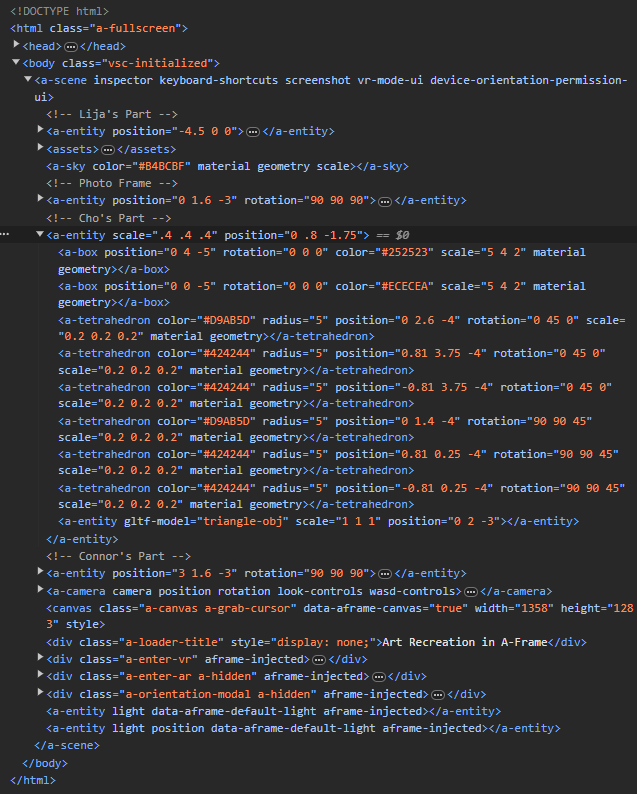 <!DOCTYPE html>
<html class="a-fullscreen">
<head>…</head>
<body class="vsc-initialized">
<a-scene inspector keyboard-shortcuts screenshot vr-mode-ui device-orientation-permission-
ui>
<!-- Lija's Part -->
<a-entity position="-4.5 0 0">…</a-entity>
<assets>…</assets>
<a-sky color="#B4BCBF" material geometry scale></a-sky>
<!-- Photo Frame -->
<a-entity position="0 1.6 -3" rotation="90 90 90">…</a-entity>
<!-- Cho's Part -->
… <a-entity scale=".4 .4 .4" position="0 .8 -1.75"> == $0
<a-box position="0 4 -5" rotation="0 0 0" color="#252523" scale="5 4 2" material
geometry></a-box>
<a-box position="0 0 -5" rotation="0 0 0" color="#ECECEA" scale="5 4 2" material
geometry></a-box>
<a-tetrahedron color="#D9AB5D" radius="5" position="0 2.6 -4" rotation="0 45 0" scale=
"0.2 0.2 0.2" material geometry></a-tetrahedron>
<a-tetrahedron color="#424244" radius="5" position="0.81 3.75 -4" rotation="0 45 0"
scale="0.2 0.2 0.2" material geometry></a-tetrahedron>
<a-tetrahedron color="#424244" radius="5" position="-0.81 3.75 -4" rotation="0 45 0"
scale="0.2 0.2 0.2" material geometry></a-tetrahedron>
<a-tetrahedron color="#D9AB5D" radius="5" position="0 1.4 -4" rotation="90 90 45"
scale="0.2 0.2 0.2" material geometry></a-tetrahedron>
<a-tetrahedron color="#424244" radius="5" position="0.81 0.25 -4" rotation="90 90 45"
scale="0.2 0.2 0.2" material geometry></a-tetrahedron>
<a-tetrahedron color="#424244" radius="5" position="-0.81 0.25 -4" rotation="90 90 45"
scale="0.2 0.2 0.2" material geometry></a-tetrahedron>
<a-entity gltf-model="triangle-obj" scale="1 1 1" position="0 2 -3"></a-entity>
</a-entity>
<!-- Connor's Part -->
<a-entity position="3 1.6 -3" rotation="90 90 90">…</a-entity>
<a-camera camera position rotation look-controls wasd-controls>…</a-camera>
<canvas class="a-canvas a-grab-cursor" data-aframe-canvas="true" width="1358" height="128
3" style>
<div class="a-loader-title" style="display: none;">Art Recreation in A-Frame</div>
<div class="a-enter-vr" aframe-injected>…</div>
<div class="a-enter-ar a-hidden" aframe-injected>…</div>
<div class="a-orientation-modal a-hidden" aframe-injected>…</div>
<a-entity light data-aframe-default-light aframe-injected></a-entity>
<a-entity light position data-aframe-default-light aframe-injected></a-entity>
</a-scene>
</body>
</html>